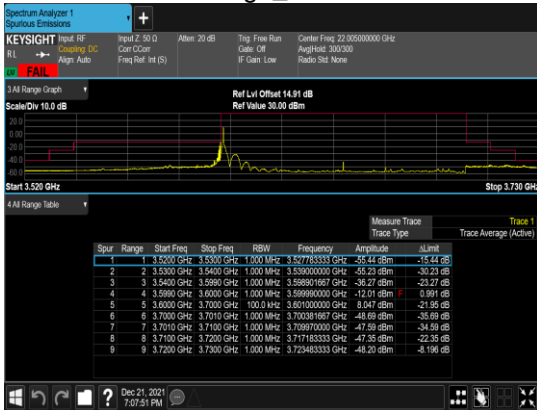 Spectrum Analyzer 1
Spurious Emissions
KEYSIGHT Input: RF Input Z: 50 Ω Atten: 20 dB Trig: Free Run Center Freq: 22.005000000 GHz
RL Coupling: DC Corr CCorr Gate: Off Avg|Hold: 300/300
Align: Auto Freq Ref: Int (S) IF Gain: Low Radio Std: None
FAIL
3 All Range Graph Ref Lvl Offset 14.91 dB
Scale/Div 10.0 dB Ref Value 30.00 dBm
20.0
0.00
-20.0
-40.0
Start 3.520 GHz Stop 3.730 GHz
4 All Range Table
Measure Trace Trace 1
Trace Type Trace Average (Active)
Spur Range Start Freq Stop Freq RBW Frequency Amplitude ΔLimit
1 1 3.5200 GHz 3.5300 GHz 1.000 MHz 3.527783333 GHz -55.44 dBm -15.44 dB
2 2 3.5300 GHz 3.5400 GHz 1.000 MHz 3.539000000 GHz -55.23 dBm -30.23 dB
3 3 3.5400 GHz 3.5990 GHz 1.000 MHz 3.598901667 GHz -36.27 dBm -23.27 dB
4 4 3.5990 GHz 3.6000 GHz 1.000 MHz 3.599990000 GHz -12.01 dBm F 0.991 dB
5 5 3.6000 GHz 3.7000 GHz 100.0 kHz 3.601000000 GHz 8.047 dBm -21.95 dB
6 6 3.7000 GHz 3.7010 GHz 1.000 MHz 3.700381667 GHz -48.69 dBm -35.69 dB
7 7 3.7010 GHz 3.7100 GHz 1.000 MHz 3.709970000 GHz -47.59 dBm -34.59 dB
8 8 3.7100 GHz 3.7200 GHz 1.000 MHz 3.717183333 GHz -47.35 dBm -22.35 dB
9 9 3.7200 GHz 3.7300 GHz 1.000 MHz 3.723483333 GHz -48.20 dBm -8.196 dB
? Dec 21, 2021
7:07:51 PM